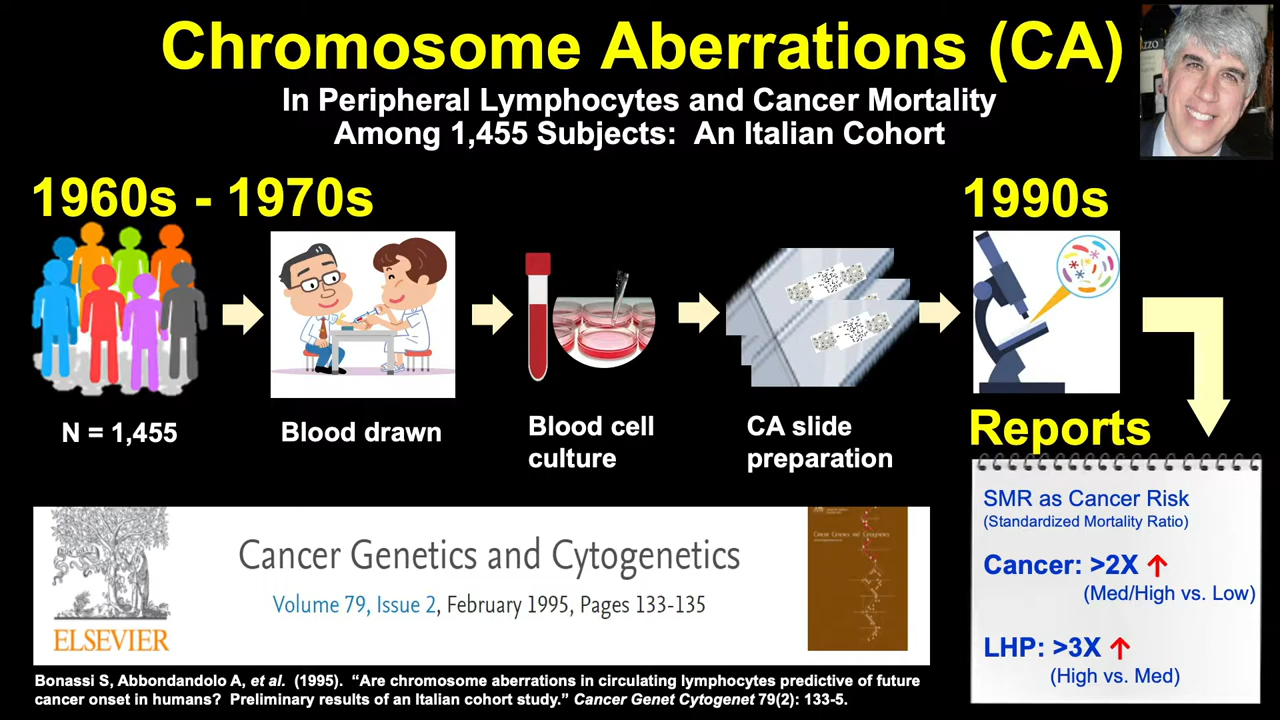 Chromosome Aberrations (CA)
In Peripheral Lymphocytes and Cancer Mortality
Among 1,455 Subjects: An Italian Cohort
1960s - 1970s
1990s
N = 1,455
Blood drawn
Blood cell
culture
CA slide
preparation
Reports
SMR as Cancer Risk
(Standardized Mortality Ratio)
Cancer: >2X ↑
(Med/High vs. Low)
LHP: >3X ↑
(High vs. Med)
ELSEVIER
Cancer Genetics and Cytogenetics
Volume 79, Issue 2, February 1995, Pages 133-135
Cancer Genetics and Cytogenetics
Bonassi S, Abbondandolo A, et al. (1995). “Are chromosome aberrations in circulating lymphocytes predictive of future
cancer onset in humans? Preliminary results of an Italian cohort study.” Cancer Genet Cytogenet 79(2): 133-5.